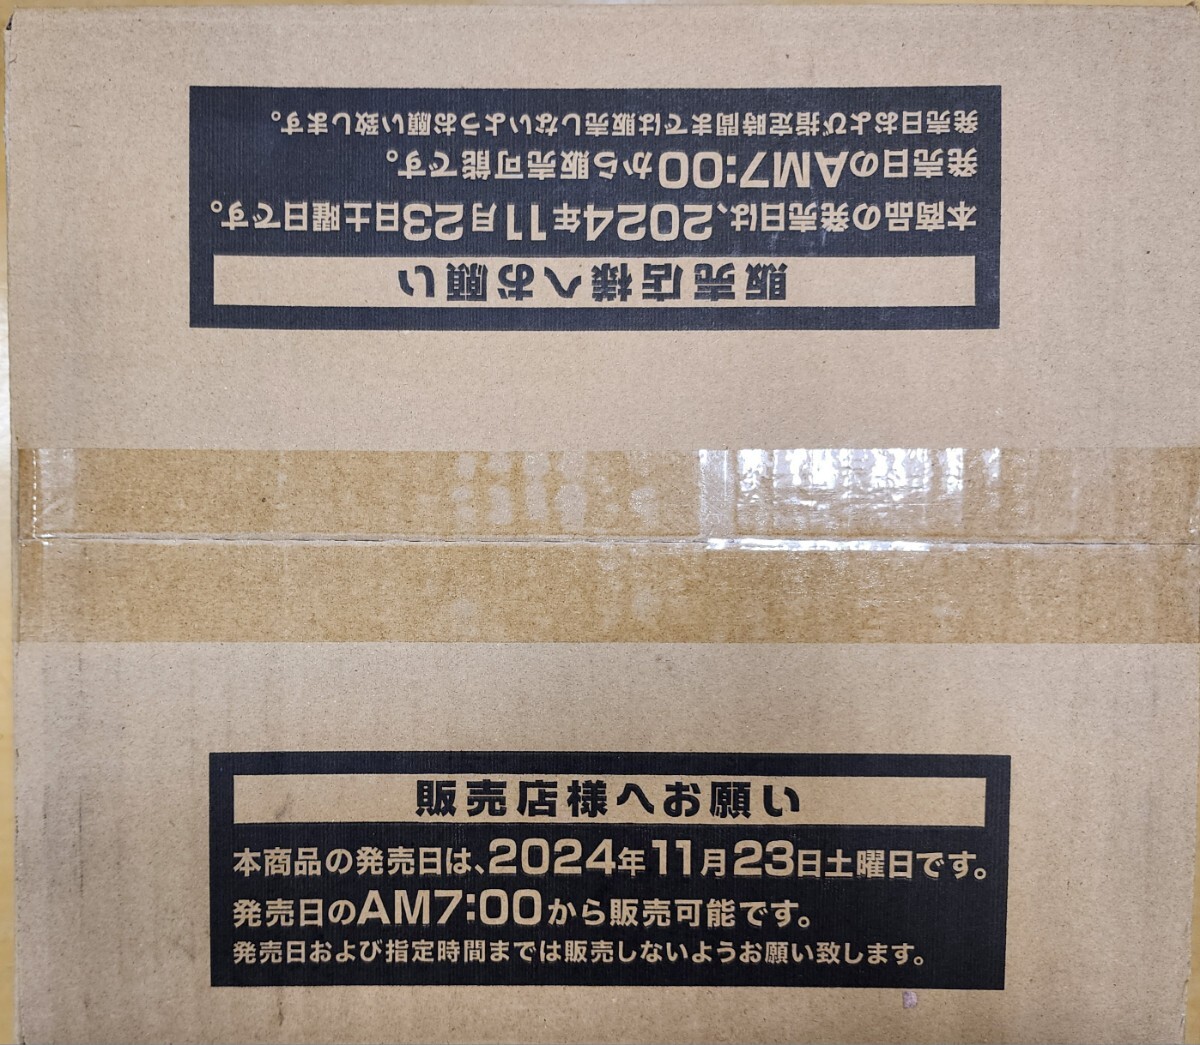 販売店様へお願い
本商品の発売日は、2024年11月23日土曜日です。
発売日のAM7:00から販売可能です。
発売日および指定時間までは販売しないようお願い致します。
販売店様へお願い
本商品の発売日は、2024年11月23日土曜日です。
発売日のAM7:00から販売可能です。
発売日および指定時間までは販売しないようお願い致します。